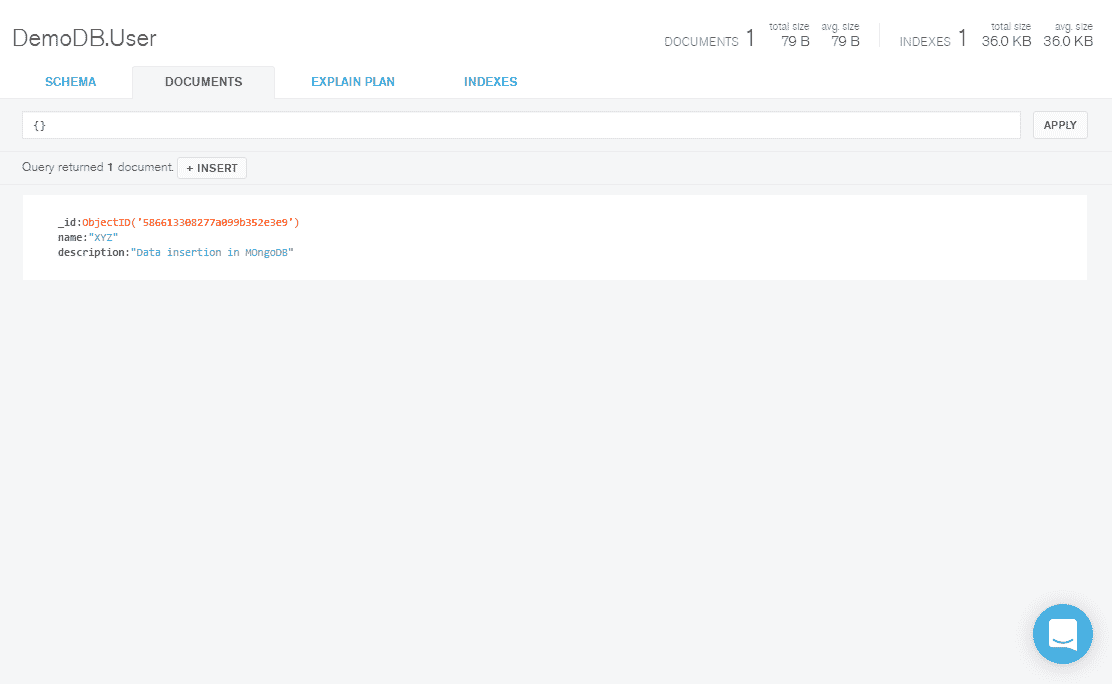 DemoDB.User
DOCUMENTS 1 total size 79 B avg. size 79 B INDEXES 1 total size 36.0 KB avg. size 36.0 KB
SCHEMA DOCUMENTS EXPLAIN PLAN INDEXES
{} APPLY
Query returned 1 document. + INSERT
_id:ObjectID('586613308277a099b352e3e9')
name:"XYZ"
description:"Data insertion in MOngoDB"